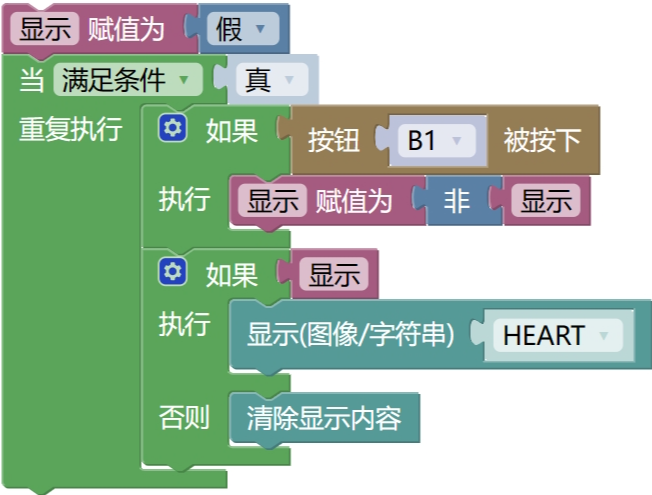 显示 赋值为 假
当 满足条件 真
重复执行 如果 按钮 B1 被按下
执行 显示 赋值为 非 显示
如果 显示
执行 显示(图像/字符串) HEART
否则 清除显示内容